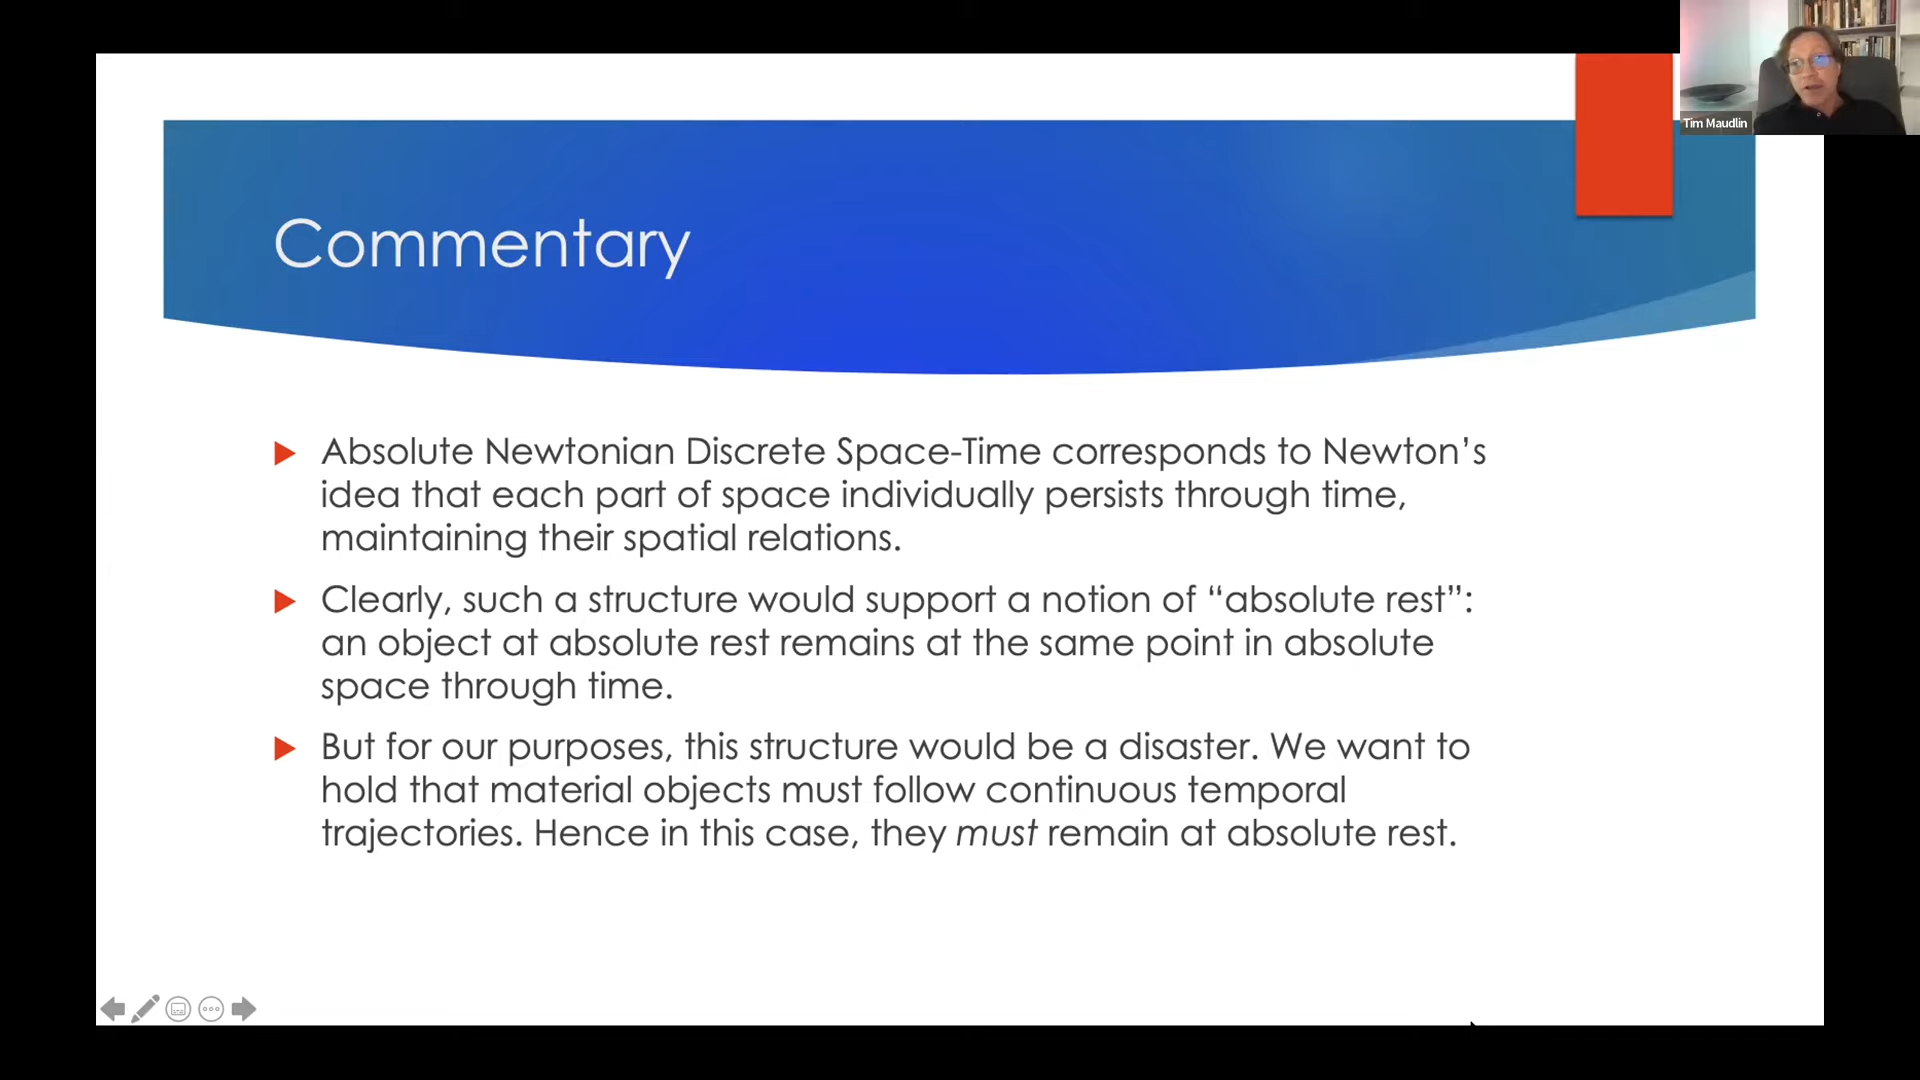 Tim Maudlin
Commentary
Absolute Newtonian Discrete Space-Time corresponds to Newton’s
idea that each part of space individually persists through time,
maintaining their spatial relations.
Clearly, such a structure would support a notion of “absolute rest”:
an object at absolute rest remains at the same point in absolute
space through time.
But for our purposes, this structure would be a disaster. We want to
hold that material objects must follow continuous temporal
trajectories. Hence in this case, they must remain at absolute rest.